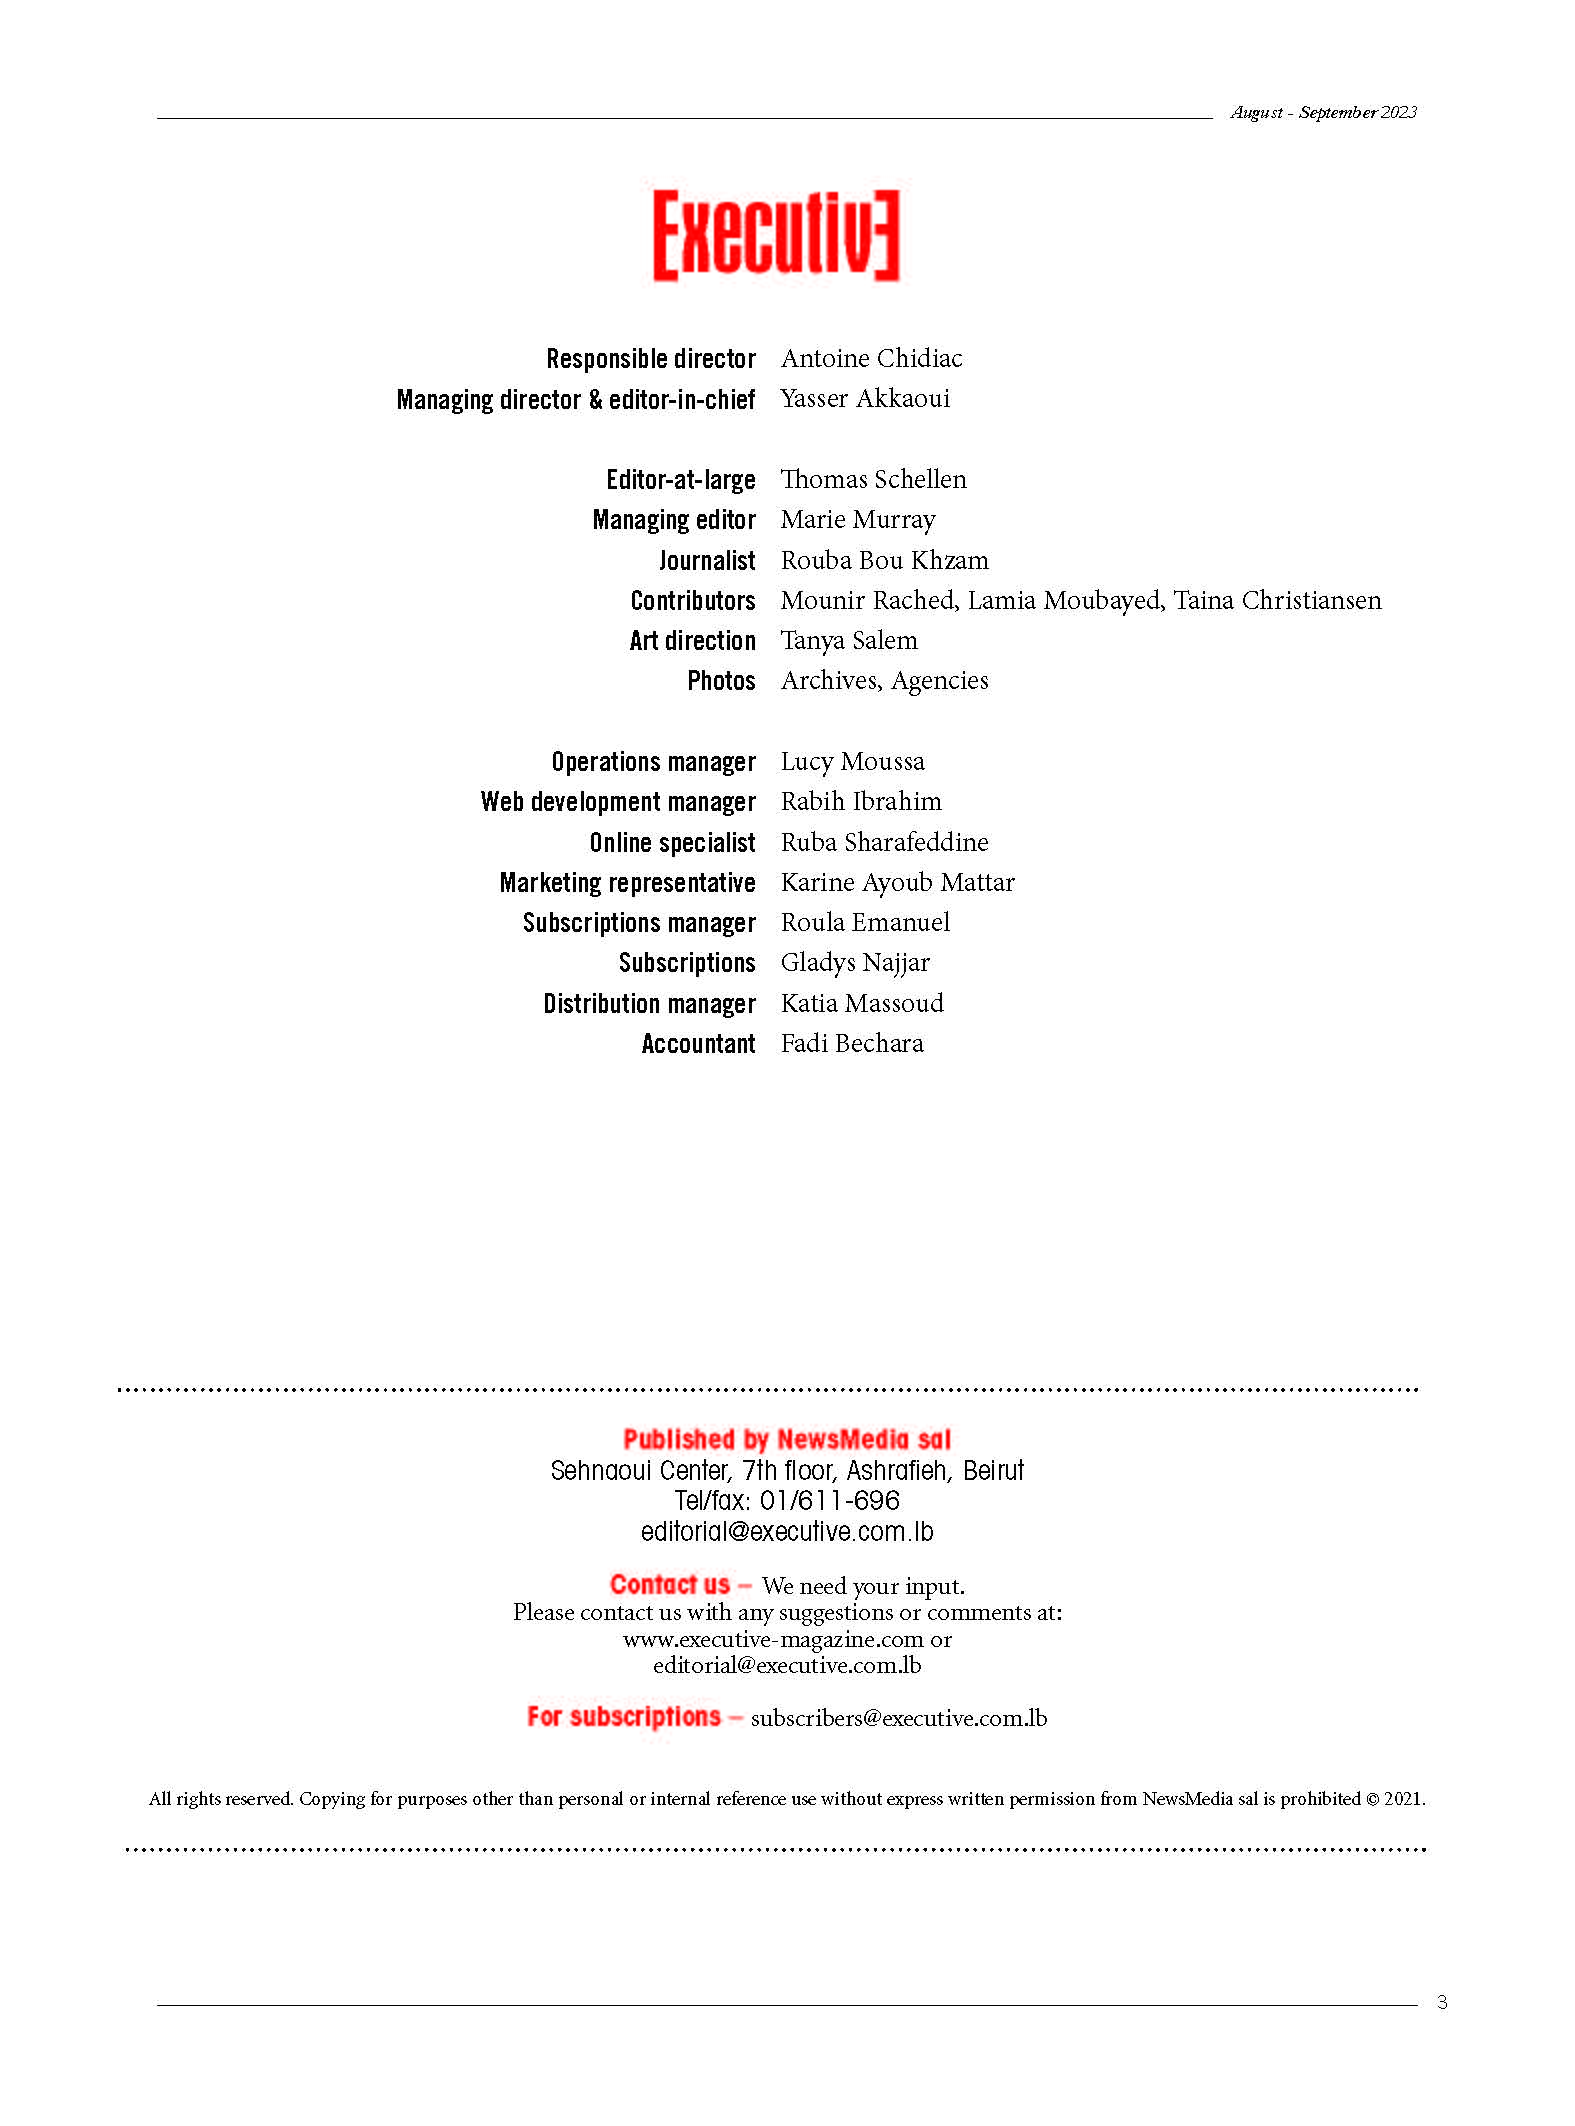 August - September 2023
Executive
Responsible director Antoine Chidiac
Managing director & editor-in-chief Yasser Akkaoui
Editor-at-large Thomas Schellen
Managing editor Marie Murray
Journalist Rouba Bou Khzam
Contributors Mounir Rached, Lamia Moubayed, Taina Christiansen
Art direction Tanya Salem
Photos Archives, Agencies
Operations manager Lucy Moussa
Web development manager Rabih Ibrahim
Online specialist Ruba Sharafeddine
Marketing representative Karine Ayoub Mattar
Subscriptions manager Roula Emanuel
Subscriptions Gladys Najjar
Distribution manager Katia Massoud
Accountant Fadi Bechara
Published by NewsMedia sal
Sehnaoui Center, 7th floor, Ashrafieh, Beirut
Tel/fax: 01/611-696
editorial@executive.com.lb
Contact us – We need your input.
Please contact us with any suggestions or comments at:
www.executive-magazine.com or
editorial@executive.com.lb
For subscriptions – subscribers@executive.com.lb
All rights reserved. Copying for purposes other than personal or internal reference use without express written permission from NewsMedia sal is prohibited © 2021.
3